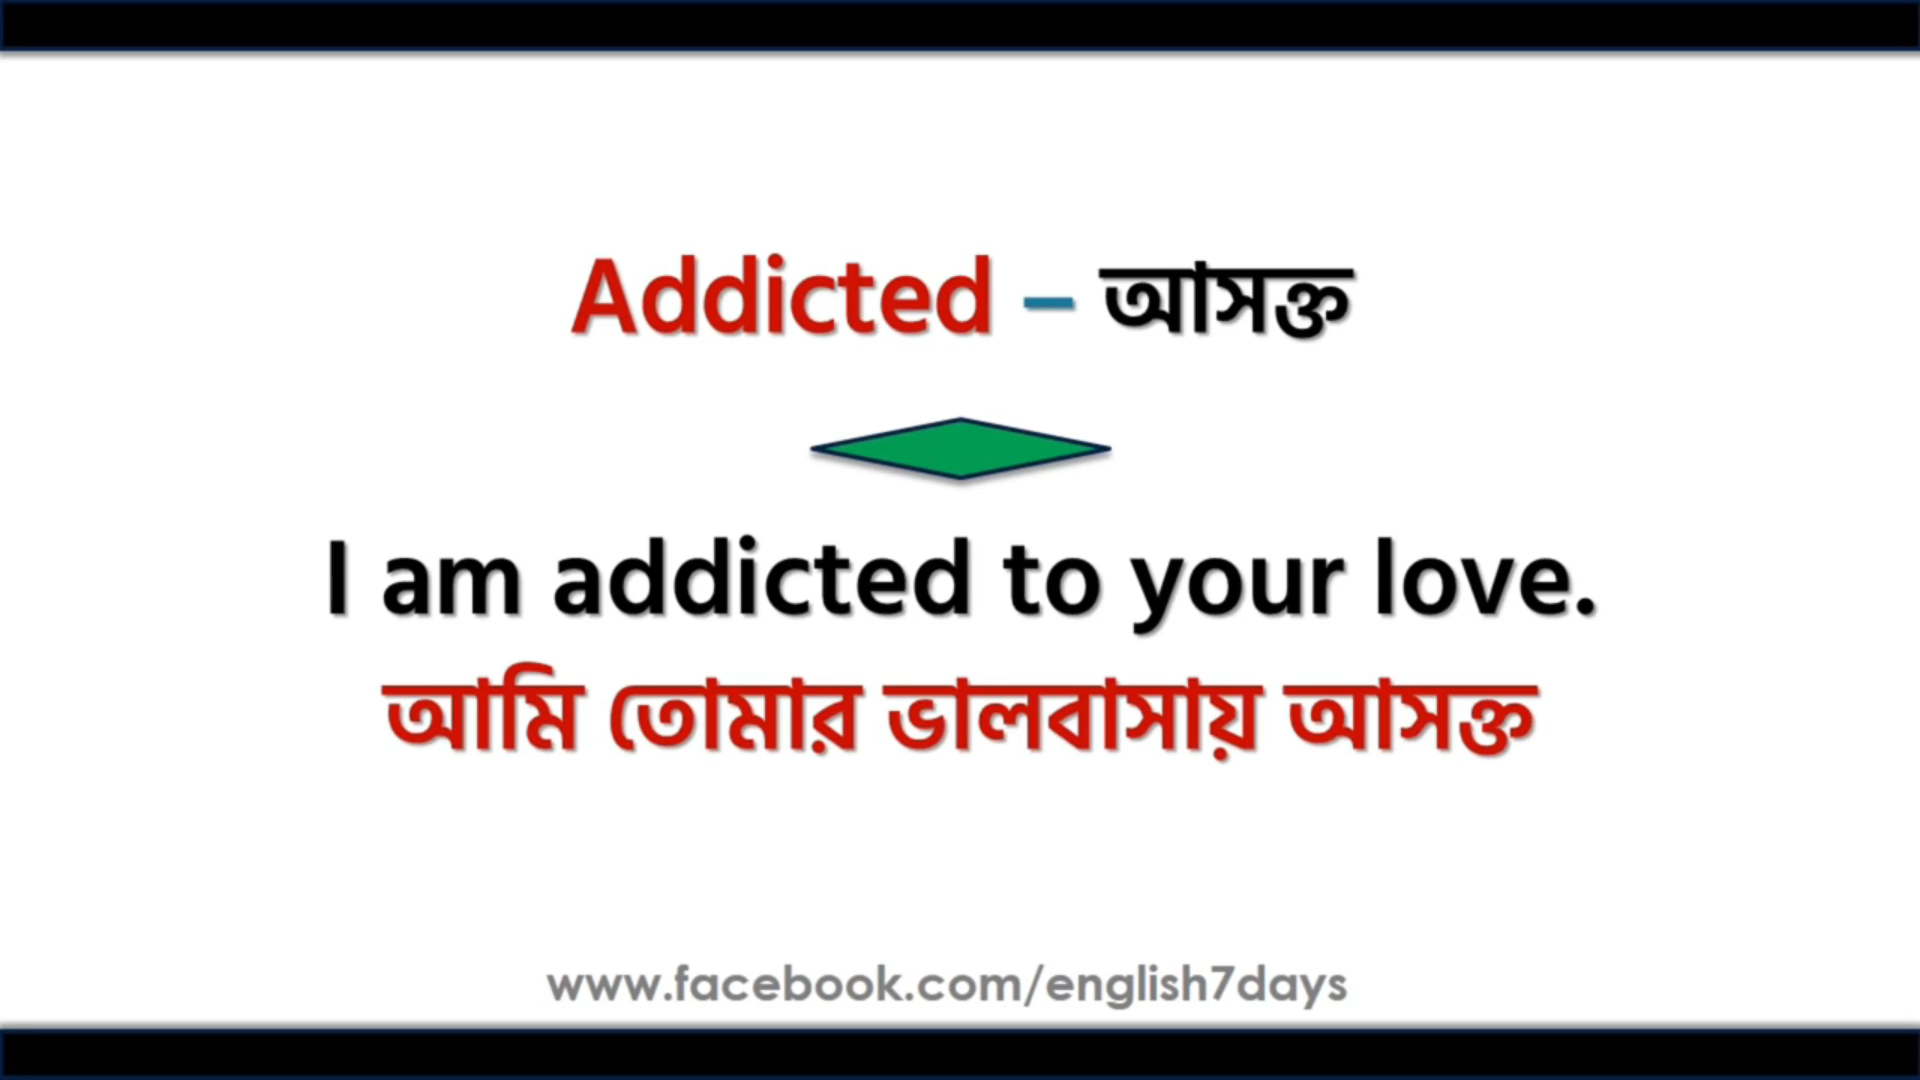 Addicted – আসক্ত
I am addicted to your love.
আমি তোমার ভালবাসায় আসক্ত
www.facebook.com/english7days